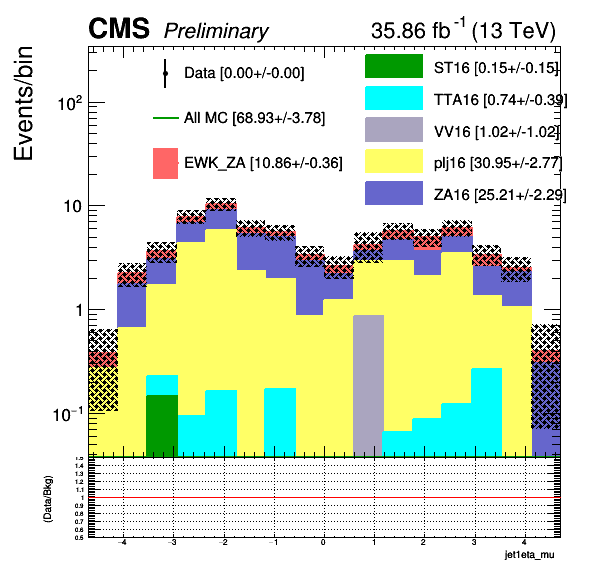 CMS Preliminary 35.86 fb⁻¹ (13 TeV)
Events/bin
Data [0.00+/-0.00]
All MC [68.93+/-3.78]
EWK_ZA [10.86+/-0.36]
ST16 [0.15+/-0.15]
TTA16 [0.74+/-0.39]
VV16 [1.02+/-1.02]
plj16 [30.95+/-2.77]
ZA16 [25.21+/-2.29]
10²
10
1
10⁻¹
(Data/Bkg)
1.5
1.4
1.3
1.2
1.1
1
0.9
0.8
0.7
0.6
0.5
−4 −3 −2 −1 0 1 2 3 4
jet1eta_mu